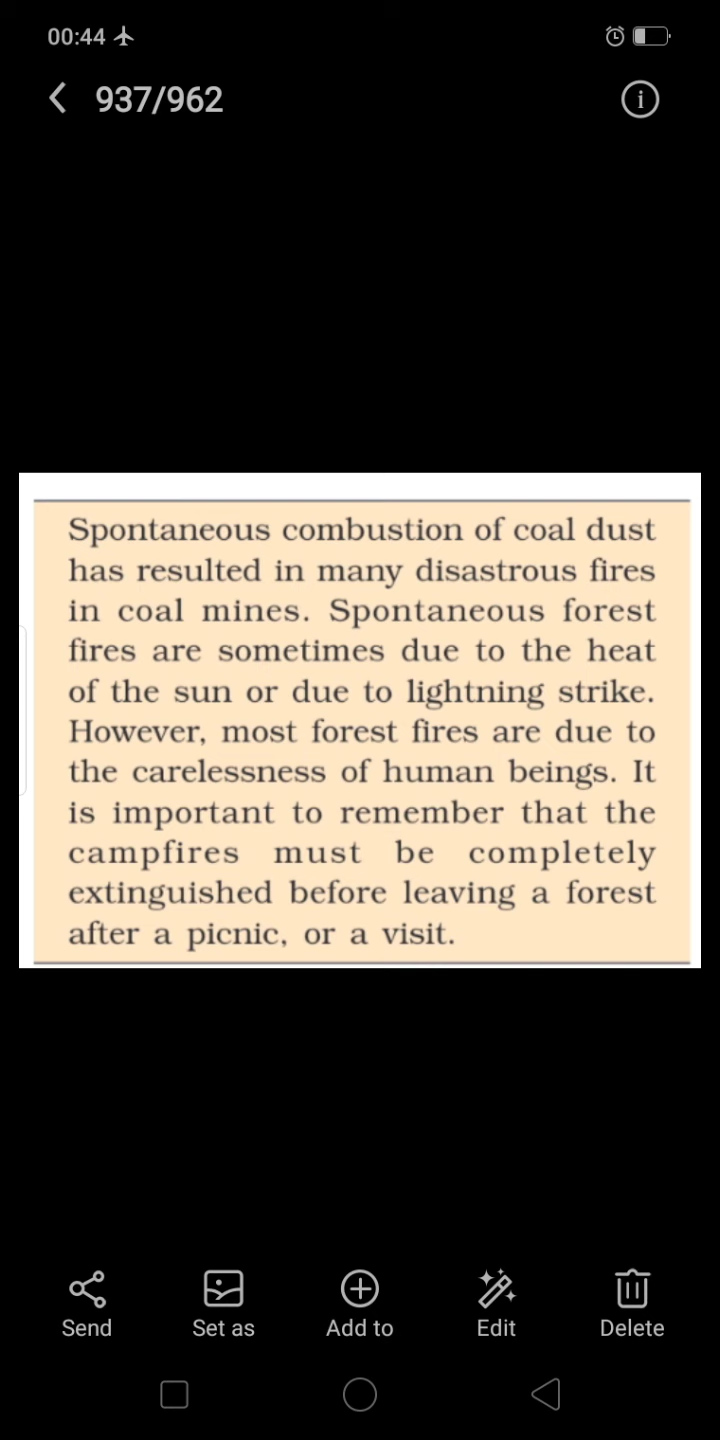 00:44
937/962
Spontaneous combustion of coal dust
has resulted in many disastrous fires
in coal mines. Spontaneous forest
fires are sometimes due to the heat
of the sun or due to lightning strike.
However, most forest fires are due to
the carelessness of human beings. It
is important to remember that the
campfires must be completely
extinguished before leaving a forest
after a picnic, or a visit.
Send Set as Add to Edit Delete